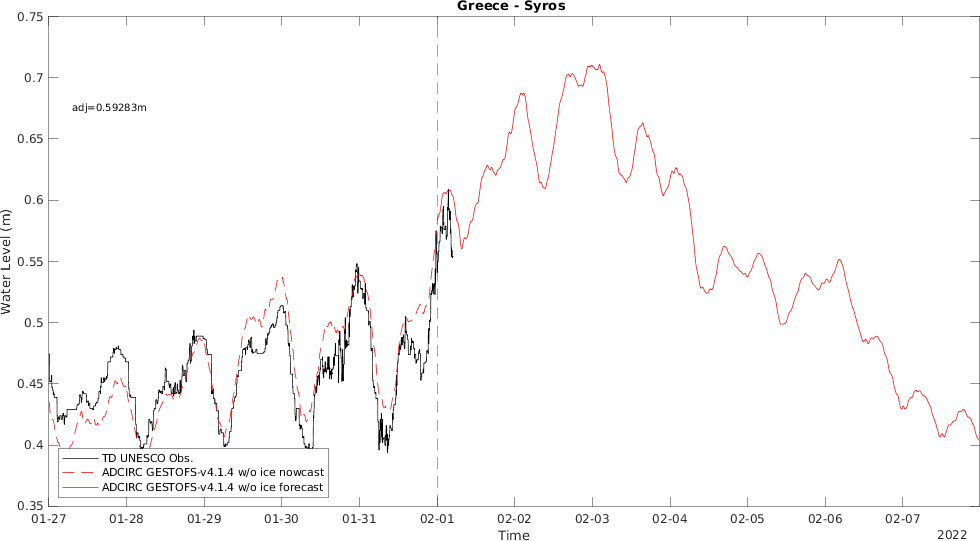 Greece - Syros
0.75
0.7
0.65
0.6
0.55
0.5
0.45
0.4
0.35
Water Level (m)
adj=0.59283m
TD UNESCO Obs.
ADCIRC GESTOFS-v4.1.4 w/o ice nowcast
ADCIRC GESTOFS-v4.1.4 w/o ice forecast
01-27 01-28 01-29 01-30 01-31 02-01 02-02 02-03 02-04 02-05 02-06 02-07
Time
2022